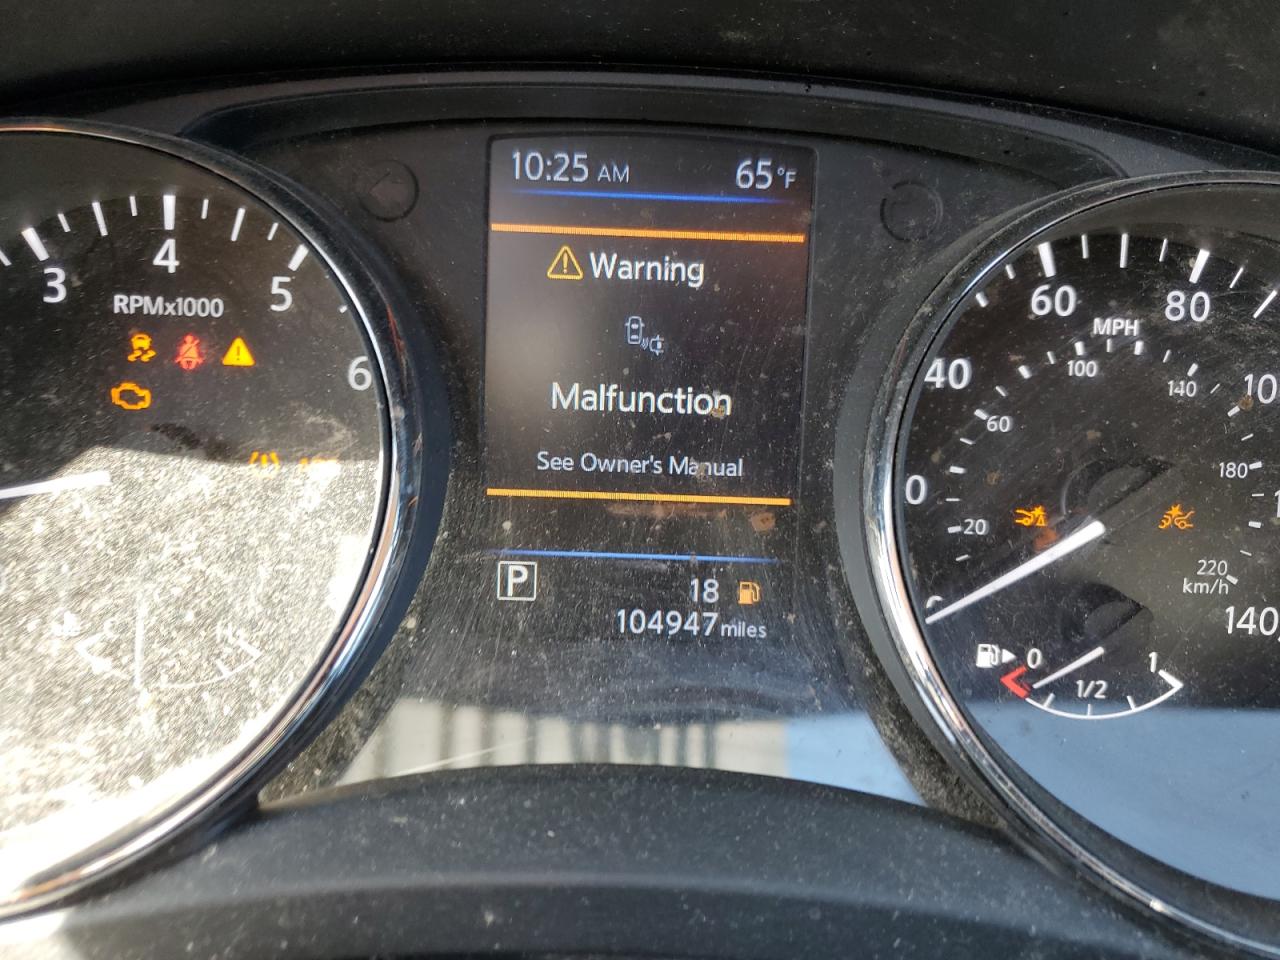 10:25 AM 65°F
Warning
Malfunction
See Owner's Manual
P 18
104947 miles
3 4 5 6
RPMx1000
40 60 80
MPH
20 60 100 140 180 220
km/h
140
0 1/2 1